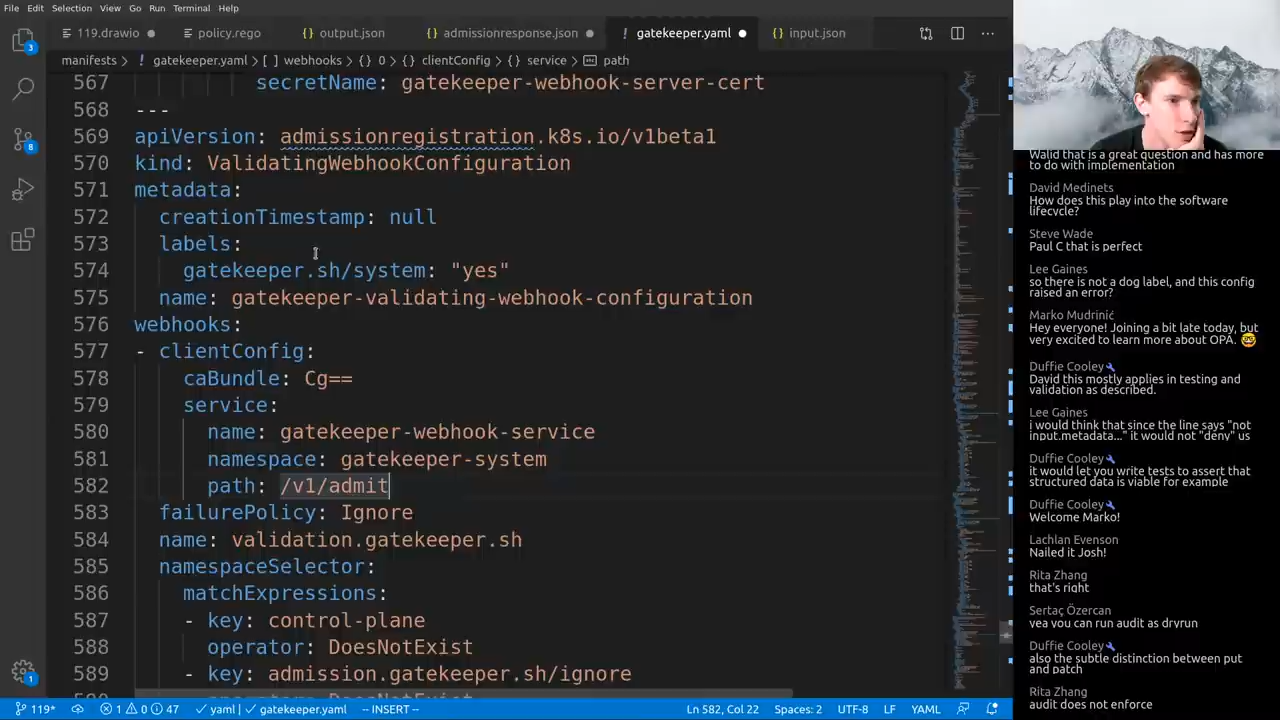 File Edit Selection View Go Run Terminal Help
119.drawio policy.rego output.json admissionresponse.json gatekeeper.yaml input.json
manifests > gatekeeper.yaml > [ ] webhooks > {} 0 > {} clientConfig > {} service > path
567 secretName: gatekeeper-webhook-server-cert
568 ---
569 apiVersion: admissionregistration.k8s.io/v1beta1
570 kind: ValidatingWebhookConfiguration
571 metadata:
572 creationTimestamp: null
573 labels:
574 gatekeeper.sh/system: "yes"
575 name: gatekeeper-validating-webhook-configuration
576 webhooks:
577 - clientConfig:
578 caBundle: Cg==
579 service:
580 name: gatekeeper-webhook-service
581 namespace: gatekeeper-system
582 path: /v1/admit
583 failurePolicy: Ignore
584 name: validation.gatekeeper.sh
585 namespaceSelector:
586 matchExpressions:
587 - key: control-plane
588 operator: DoesNotExist
589 - key: admission.gatekeeper.sh/ignore
590 operator: DoesNotExist
3
8
1
119* 1 0 47 yaml | gatekeeper.yaml -- INSERT -- Ln 582, Col 22 Spaces: 2 UTF-8 LF YAML
Walid that is a great question and has more
to do with implementation
David Medinets
How does this play into the software
lifecycle?
Steve Wade
Paul C that is perfect
Lee Gaines
so there is not a dog label, and this config
raised an error?
Marko Mudrinić
Hey everyone! Joining a bit late today, but
very excited to learn more about OPA. 🤓
Duffie Cooley🔧
David this mostly applies in testing and
validation as described.
Lee Gaines
i would think that since the line says "not
input.metadata..." it would not "deny" us
Duffie Cooley🔧
it would let you write tests to assert that
structured data is viable for example
Duffie Cooley🔧
Welcome Marko!
Lachlan Evenson
Nailed it Josh!
Rita Zhang
that's right
Sertaç Özercan
yea you can run audit as dryrun
Duffie Cooley🔧
also the subtle distinction between put
and patch
Rita Zhang
audit does not enforce